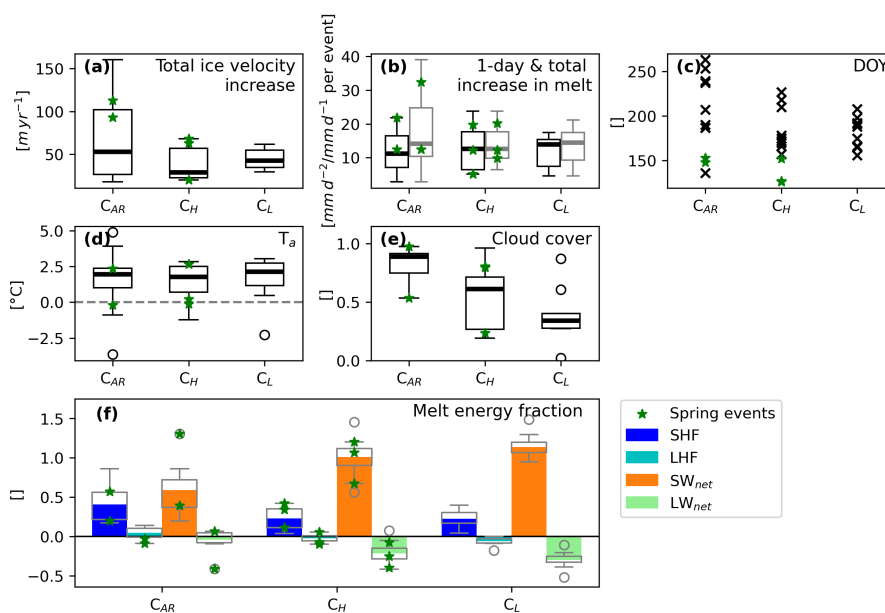 (a) Total ice velocity
increase
[m yr⁻¹]
150
100
50
C_AR C_H C_L
(b) 1-day & total
increase in melt
[mm d⁻²/mm d⁻¹ per event]
40
30
20
10
C_AR C_H C_L
(c) DOY
[]
250
200
150
C_AR C_H C_L
(d) T_a
[°C]
5.0
2.5
0.0
−2.5
C_AR C_H C_L
(e) Cloud cover
[]
1.0
0.5
0.0
C_AR C_H C_L
(f) Melt energy fraction
[]
1.5
1.0
0.5
0.0
−0.5
C_AR C_H C_L
Spring events
SHF
LHF
SW_net
LW_net